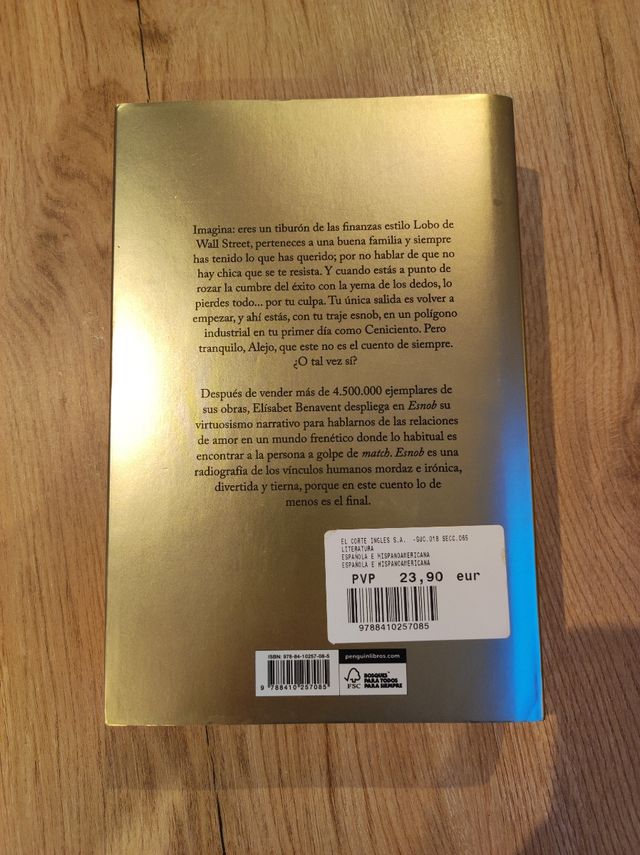 Imagina: eres un tiburón de las finanzas estilo Lobo de
Wall Street, perteneces a una buena familia y siempre
has tenido lo que has querido; por no hablar de que no
hay chica que se te resista. Y cuando estás a punto de
rozar la cumbre del éxito con la yema de los dedos, lo
pierdes todo... por tu culpa. Tu única salida es volver a
empezar, y ahí estás, con tu traje esnob, en un polígono
industrial en tu primer día como Ceniciento. Pero
tranquilo, Alejo, que este no es el cuento de siempre.
¿O tal vez sí?
Después de vender más de 4.500.000 ejemplares de
sus obras, Elísabet Benavent despliega en Esnob su
virtuosismo narrativo para hablarnos de las relaciones
de amor en un mundo frenético donde lo habitual es
encontrar a la persona a golpe de match. Esnob es una
radiografía de los vínculos humanos mordaz e irónica,
divertida y tierna, porque en este cuento lo de
menos es el final.
EL CORTE INGLES S.A. -SUC.018 SECC.065
LITERATURA
ESPAÑOLA E HISPANOAMERICANA
ESPAÑOLA E HISPANOAMERICANA
PVP 23,90 eur
9788410257085
ISBN: 978-84-10257-08-5
9 788410 257085
penguinlibros.com
FSC
BOSQUES
PARA TODOS
PARA SIEMPRE